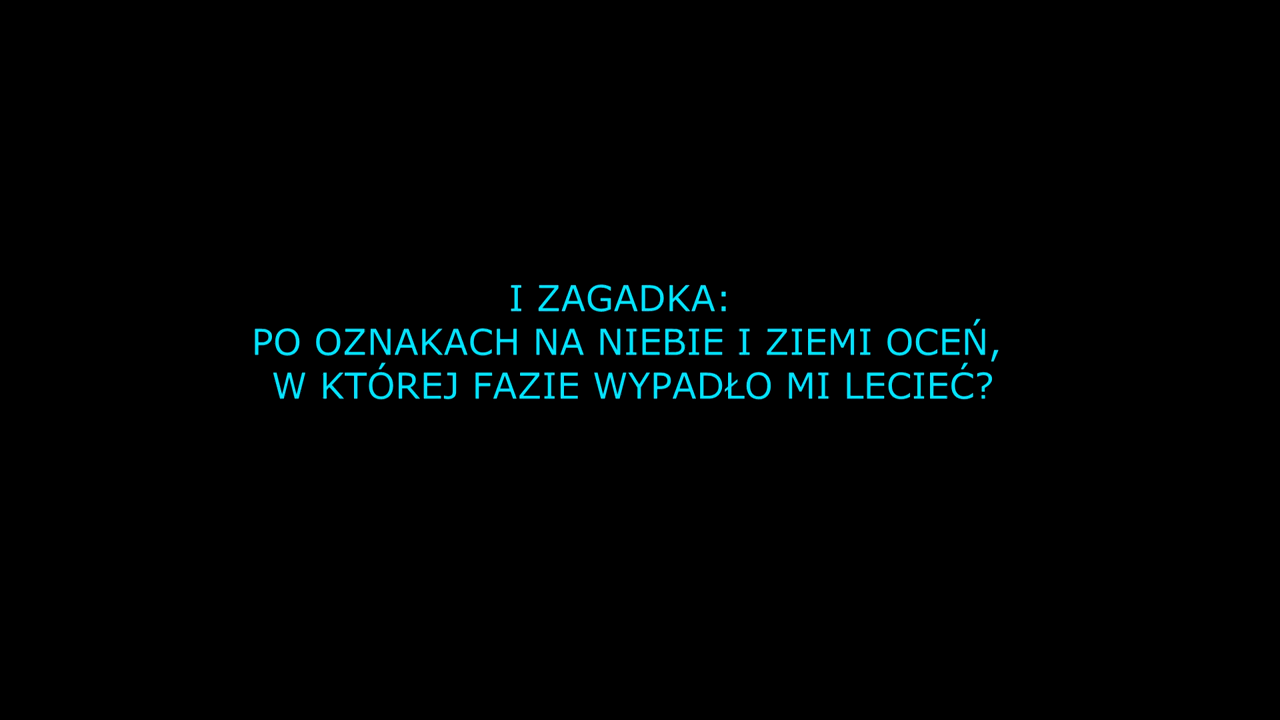 I ZAGADKA:
PO OZNAKACH NA NIEBIE I ZIEMI OCEŃ,
W KTÓREJ FAZIE WYPADŁO MI LECIEĆ?